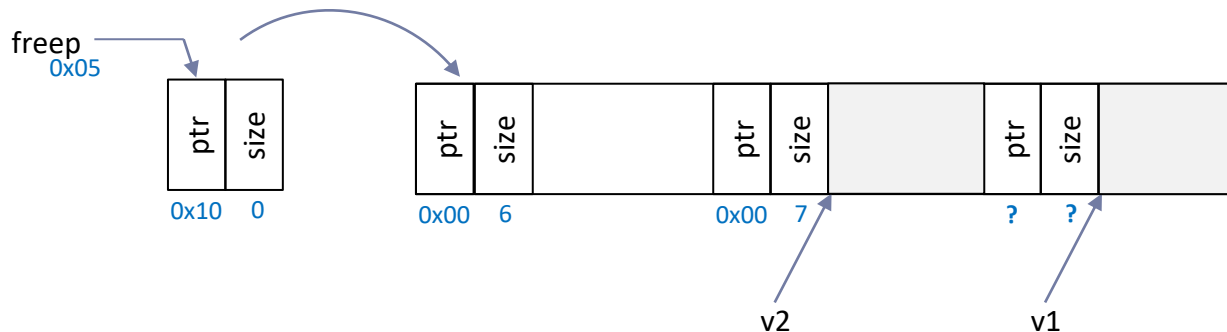 freep
0x05
ptr size ptr size ptr size ptr size
0x10 0 0x00 6 0x00 7 ? ?
v2 v1